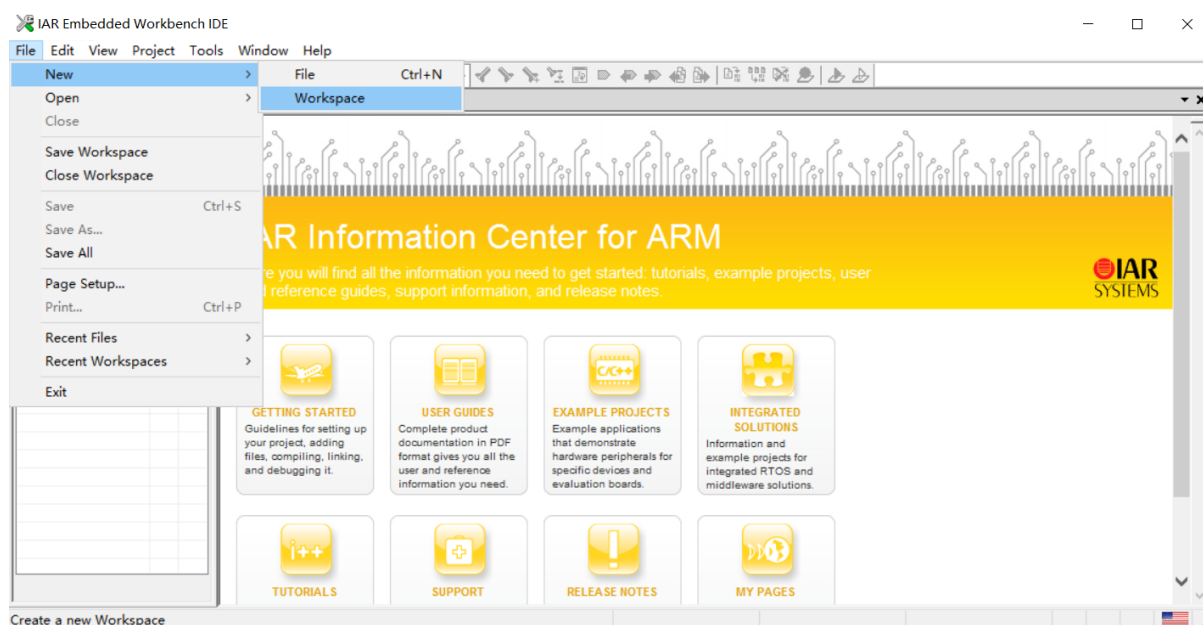 IAR Embedded Workbench IDE
File Edit View Project Tools Window Help
New
File Ctrl+N
Open
Workspace
Close
Save Workspace
Close Workspace
Save Ctrl+S
Save As...
Save All
Page Setup...
Print... Ctrl+P
Recent Files
Recent Workspaces
Exit
AR Information Center for ARM
re you will find all the information you need to get started: tutorials, example projects, user
reference guides, support information, and release notes.
IAR
SYSTEMS
GETTING STARTED
Guidelines for setting up
your project, adding
files, compiling, linking,
and debugging it.
USER GUIDES
Complete product
documentation in PDF
format gives you all the
user and reference
information you need.
EXAMPLE PROJECTS
Example applications
that demonstrate
hardware peripherals for
specific devices and
evaluation boards.
C/C++
INTEGRATED
SOLUTIONS
Information and
example projects for
integrated RTOS and
middleware solutions.
i++
TUTORIALS
SUPPORT
RELEASE NOTES
MY PAGES
Create a new Workspace